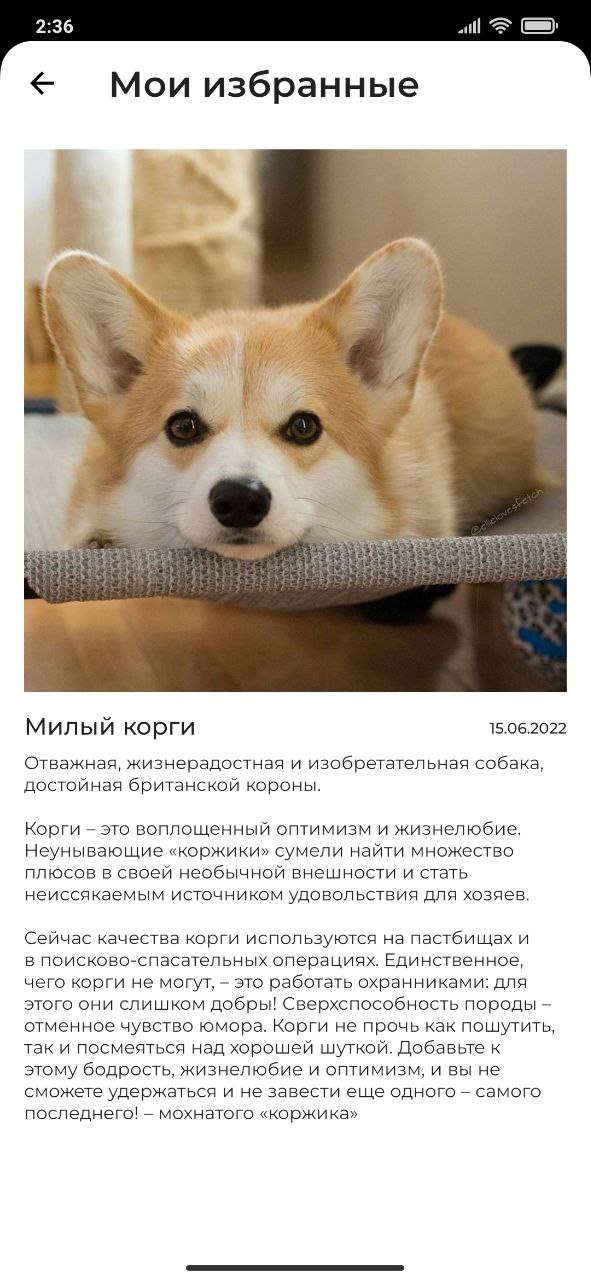 2:36
Мои избранные
@ellielovesfetch
Милый корги
15.06.2022
Отважная, жизнерадостная и изобретательная собака,
достойная британской короны.
Корги – это воплощенный оптимизм и жизнелюбие.
Неунывающие «коржики» сумели найти множество
плюсов в своей необычной внешности и стать
неиссякаемым источником удовольствия для хозяев.
Сейчас качества корги используются на пастбищах и
в поисково-спасательных операциях. Единственное,
чего корги не могут, – это работать охранниками: для
этого они слишком добры! Сверхспособность породы –
отменное чувство юмора. Корги не прочь как пошутить,
так и посмеяться над хорошей шуткой. Добавьте к
этому бодрость, жизнелюбие и оптимизм, и вы не
сможете удержаться и не завести еще одного – самого
последнего! – мохнатого «коржика»